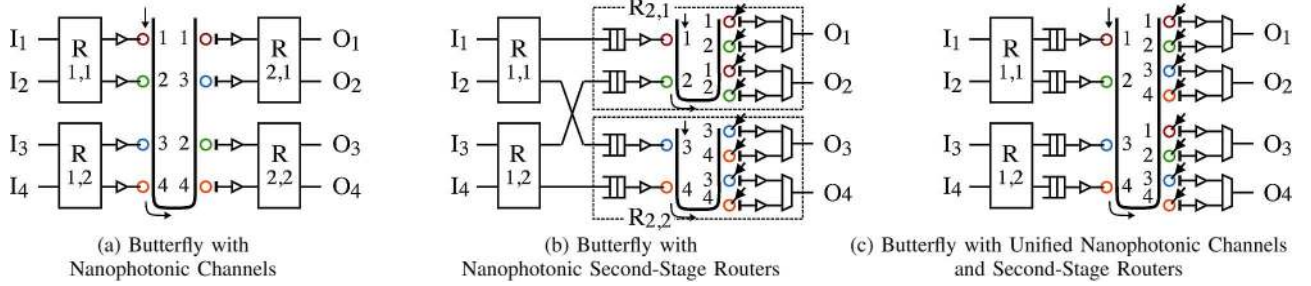 I1 R 1 1 R O1
1,1 2,1
I2 2 3 O2
I3 R 3 2 R O3
1,2 2,2
I4 4 4 O4
(a) Butterfly with
Nanophotonic Channels
R2,1
1
I1 R 1 O1
1,1 2
1
I2 2 2 O2
3
I3 R 3 O3
1,2 4
3
I4 4 4 O4
R2,2
(b) Butterfly with
Nanophotonic Second-Stage Routers
1
I1 R 1 O1
1,1 2
3
I2 2 O2
4
1
I3 R 3 O3
1,2 2
3
I4 4 4 O4
(c) Butterfly with Unified Nanophotonic Channels
and Second-Stage Routers